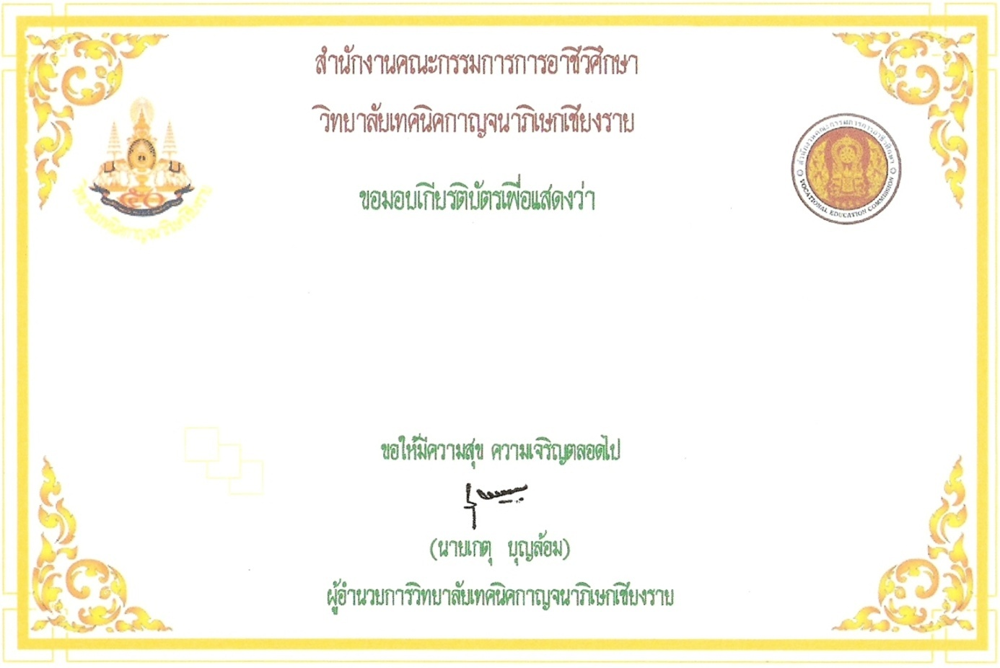 สำนักงานคณะกรรมการการอาชีวศึกษา
วิทยาลัยเทคนิคกาญจนาภิเษกเชียงราย
ขอมอบเกียรติบัตรเพื่อแสดงว่า
สำนักงานคณะกรรมการการอาชีวศึกษา
VOCATIONAL EDUCATION COMMISSION
ขอให้มีความสุข ความเจริญตลอดไป
(นายเกตุ บุญล้อม)
ผู้อำนวยการวิทยาลัยเทคนิคกาญจนาภิเษกเชียงราย